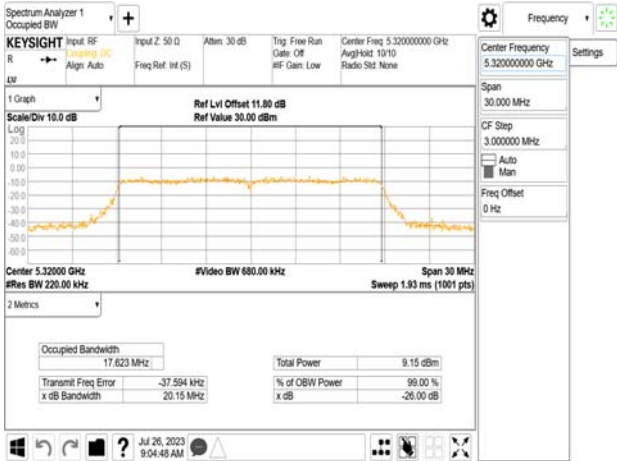 Spectrum Analyzer 1
Occupied BW
Frequency
KEYSIGHT
R
LXI
Input: RF
Coupling: DC
Align: Auto
Input Z: 50 Ω
Freq Ref: Int (S)
Atten: 30 dB
Trig: Free Run
Gate: Off
#IF Gain: Low
Center Freq: 5.320000000 GHz
Avg|Hold: 10/10
Radio Std: None
Center Frequency
5.320000000 GHz
Settings
Span
30.000 MHz
CF Step
3.000000 MHz
Auto
Man
Freq Offset
0 Hz
1 Graph
Scale/Div 10.0 dB
Ref Lvl Offset 11.80 dB
Ref Value 30.00 dBm
Log
20.0
10.0
0.00
-10.0
-20.0
-30.0
-40.0
-50.0
-60.0
Center 5.32000 GHz
#Video BW 680.00 kHz
Span 30 MHz
#Res BW 220.00 kHz
Sweep 1.93 ms (1001 pts)
2 Metrics
Occupied Bandwidth
17.623 MHz
Total Power 9.15 dBm
Transmit Freq Error -37.594 kHz
% of OBW Power 99.00 %
x dB Bandwidth 20.15 MHz
x dB -26.00 dB
?
Jul 26, 2023
9:04:48 AM